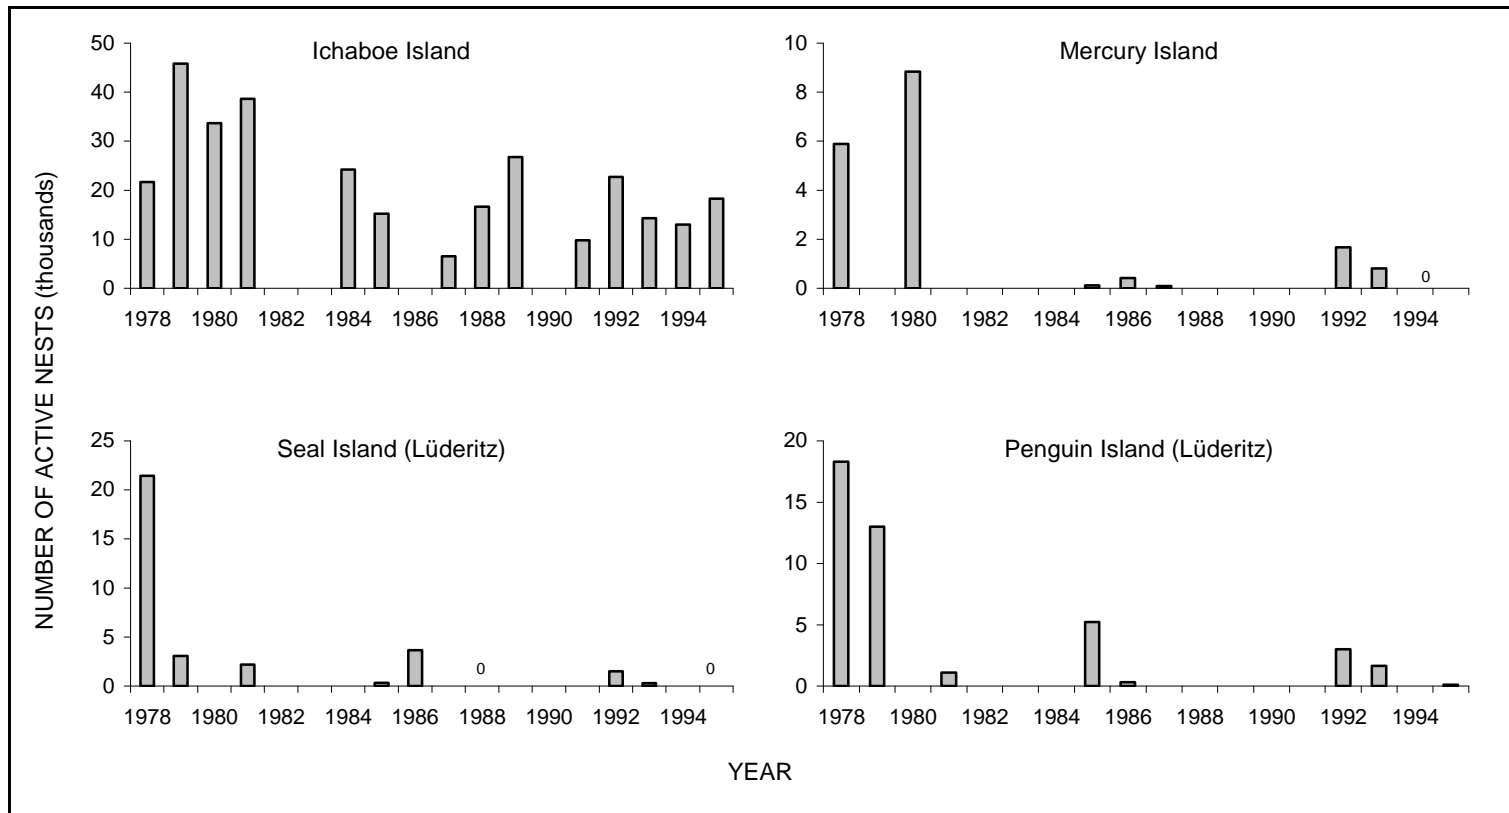 NUMBER OF ACTIVE NESTS (thousands)
Ichaboe Island
50
40
30
20
10
0
1978 1980 1982 1984 1986 1988 1990 1992 1994
Mercury Island
10
8
6
4
2
0
0
1978 1980 1982 1984 1986 1988 1990 1992 1994
Seal Island (Lüderitz)
25
20
15
10
5
0
0 0
1978 1980 1982 1984 1986 1988 1990 1992 1994
Penguin Island (Lüderitz)
20
15
10
5
0
1978 1980 1982 1984 1986 1988 1990 1992 1994
YEAR